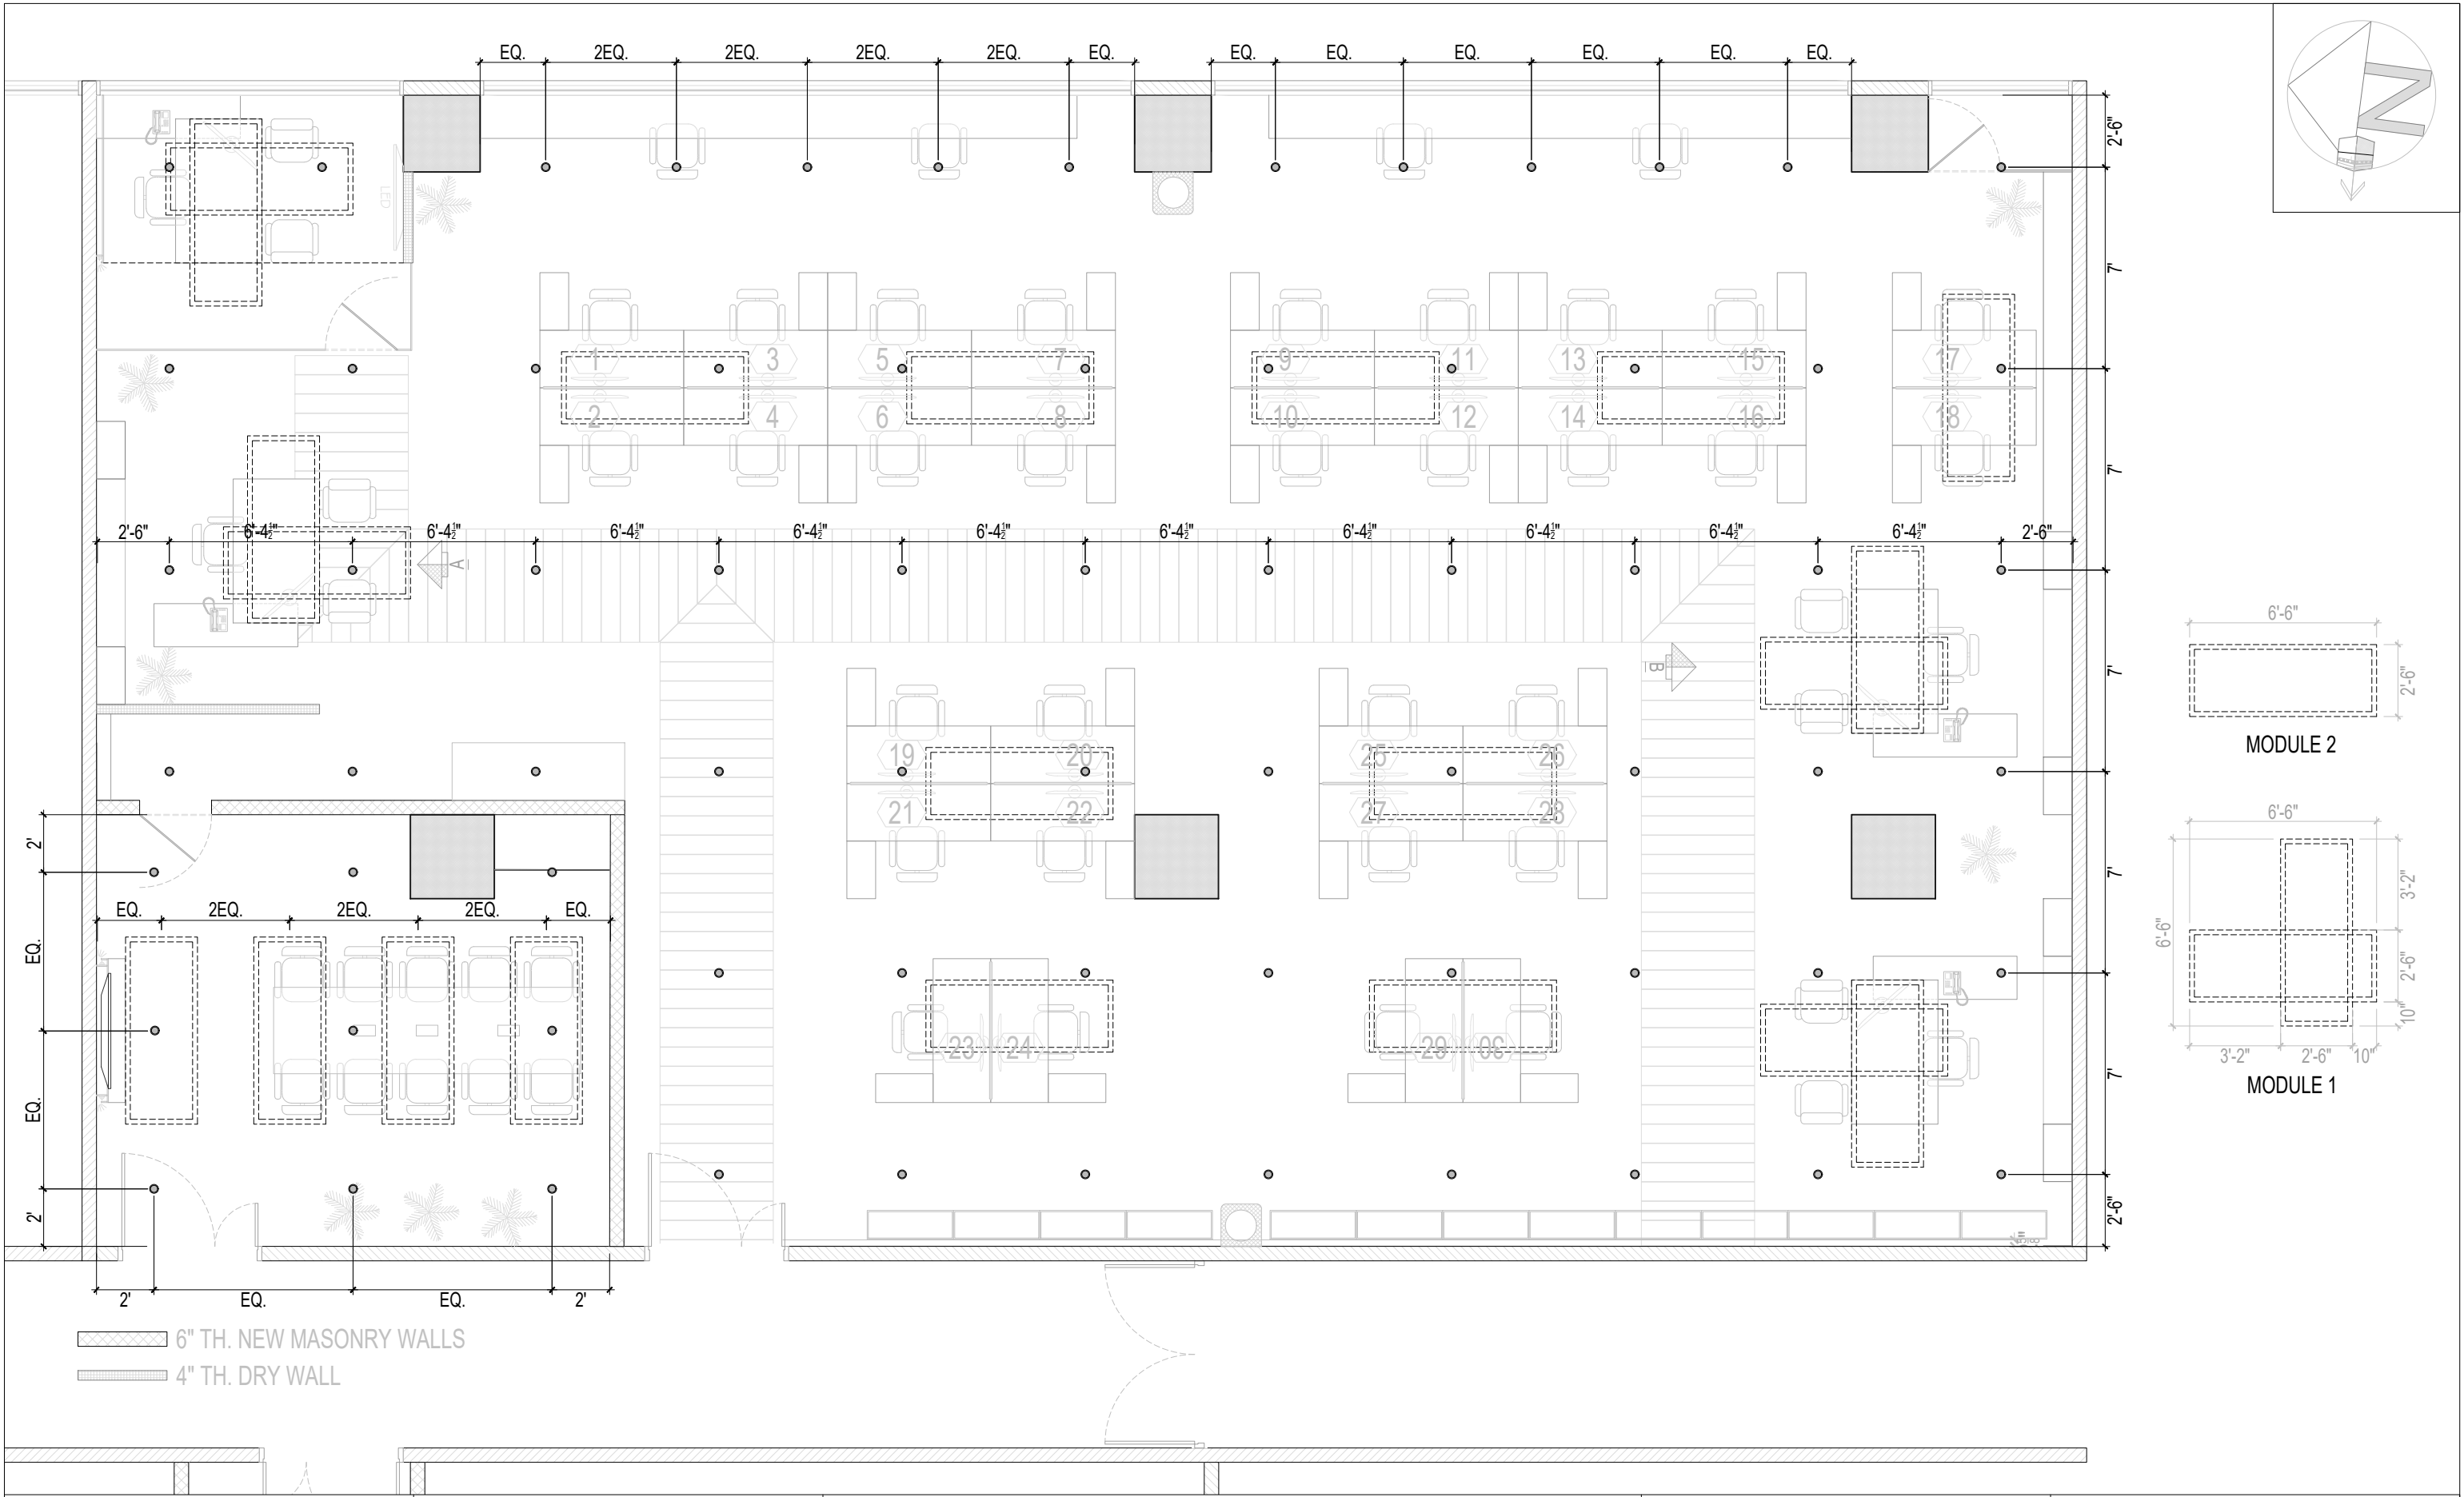 EQ. 2EQ. 2EQ. 2EQ. 2EQ. EQ. EQ. EQ. EQ. EQ. EQ. EQ.
N
2'-6"
LED
7'
1 3 5 7 9 11 13 15 17
2 4 6 8 10 12 14 16 18
7'
2'-6" 6'-4½" 6'-4½" 6'-4½" 6'-4½" 6'-4½" 6'-4½" 6'-4½" 6'-4½" 6'-4½" 6'-4½" 2'-6"
A
B
7'
6'-6"
2'-6"
MODULE 2
19 20 25 26
21 22 27 28
2'
7'
6'-6"
6'-6"
3'-2"
2'-6"
10"
3'-2" 2'-6" 10"
MODULE 1
EQ. 2EQ. 2EQ. 2EQ. EQ.
EQ.
23 24 29 06
EQ.
7'
2'
2'-6"
2' EQ. EQ. 2'
6" TH. NEW MASONRY WALLS
4" TH. DRY WALL